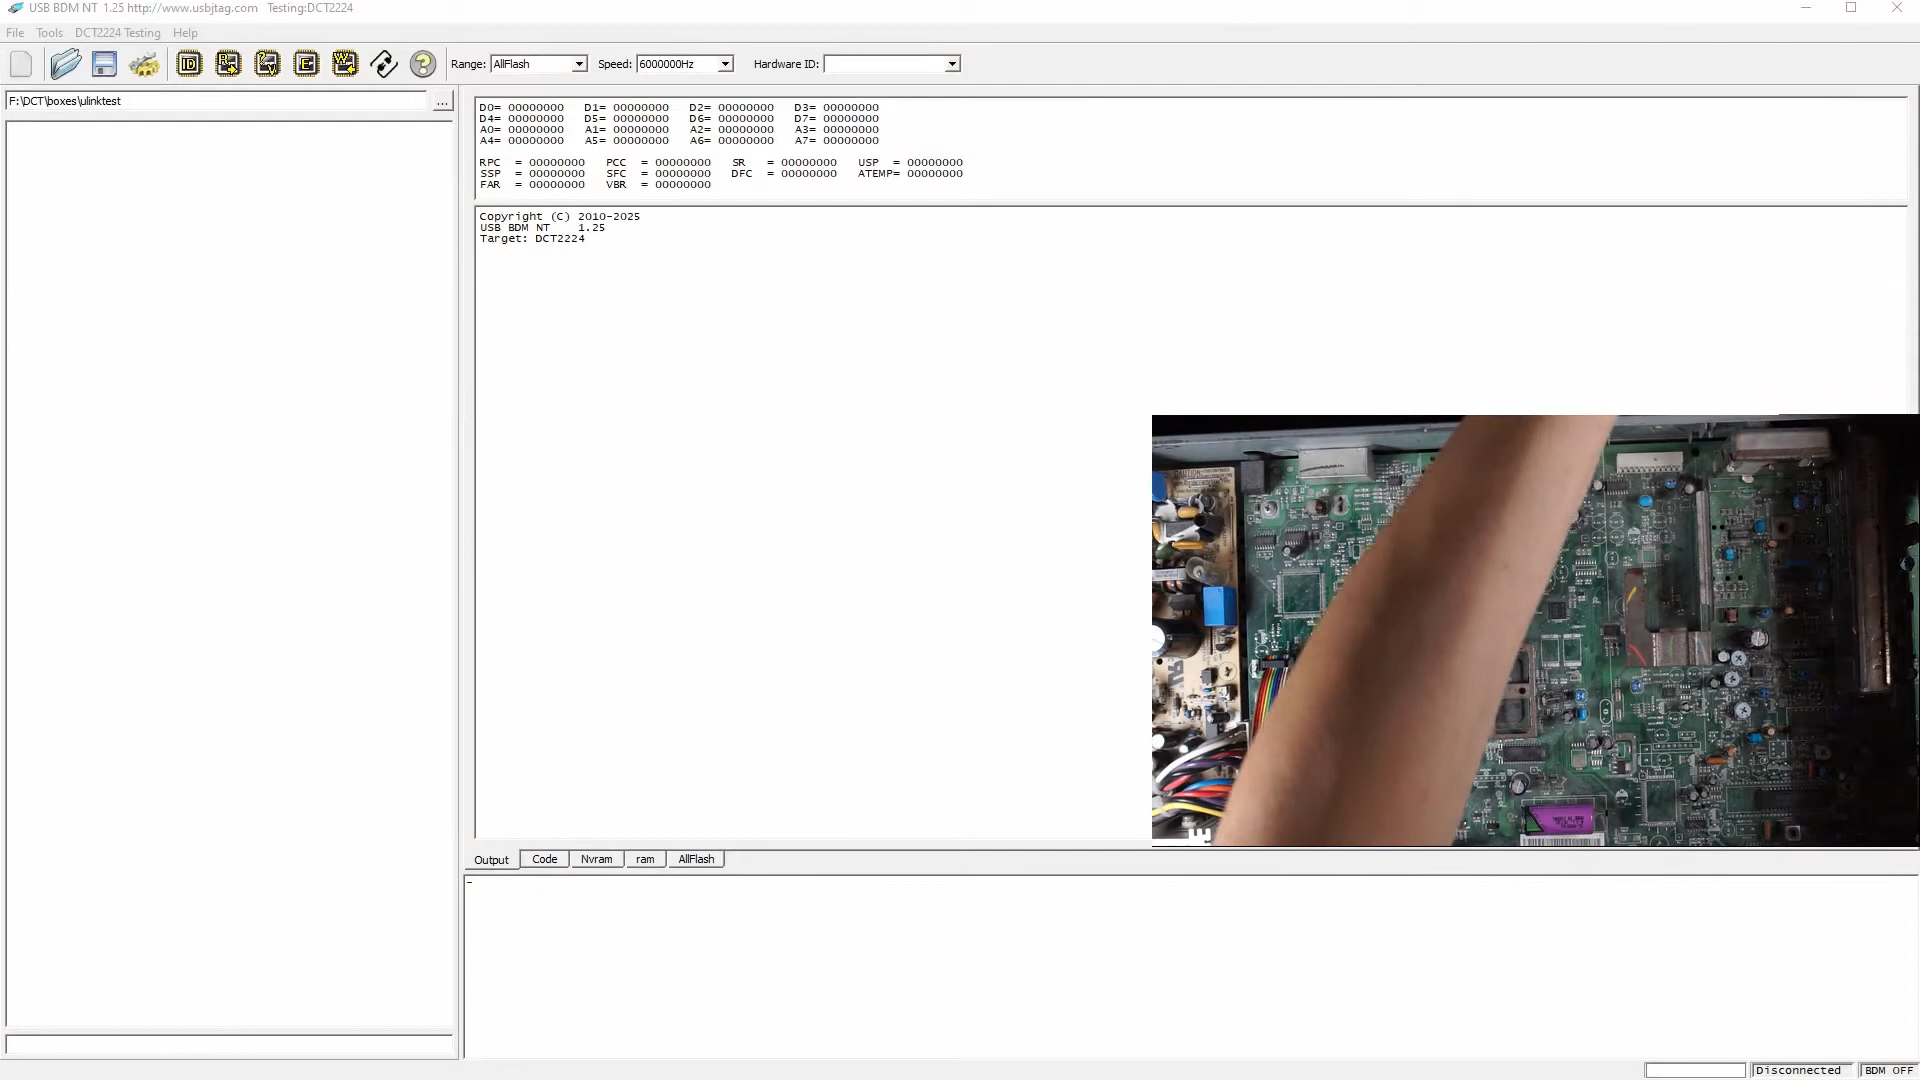 USB BDM NT 1.25 http://www.usbjtag.com Testing:DCT2224
File Tools DCT2224 Testing Help
ID R ? V E W Range: AllFlash Speed: 6000000Hz Hardware ID:
F:\DCT\boxes\ulinktest ...
D0= 00000000 D1= 00000000 D2= 00000000 D3= 00000000
D4= 00000000 D5= 00000000 D6= 00000000 D7= 00000000
A0= 00000000 A1= 00000000 A2= 00000000 A3= 00000000
A4= 00000000 A5= 00000000 A6= 00000000 A7= 00000000
RPC = 00000000 PCC = 00000000 SR = 00000000 USP = 00000000
SSP = 00000000 SFC = 00000000 DFC = 00000000 ATEMP= 00000000
FAR = 00000000 VBR = 00000000
Copyright (C) 2010-2025
USB BDM NT 1.25
Target: DCT2224
Output Code Nvram ram AllFlash
-
Disconnected BDM OFF